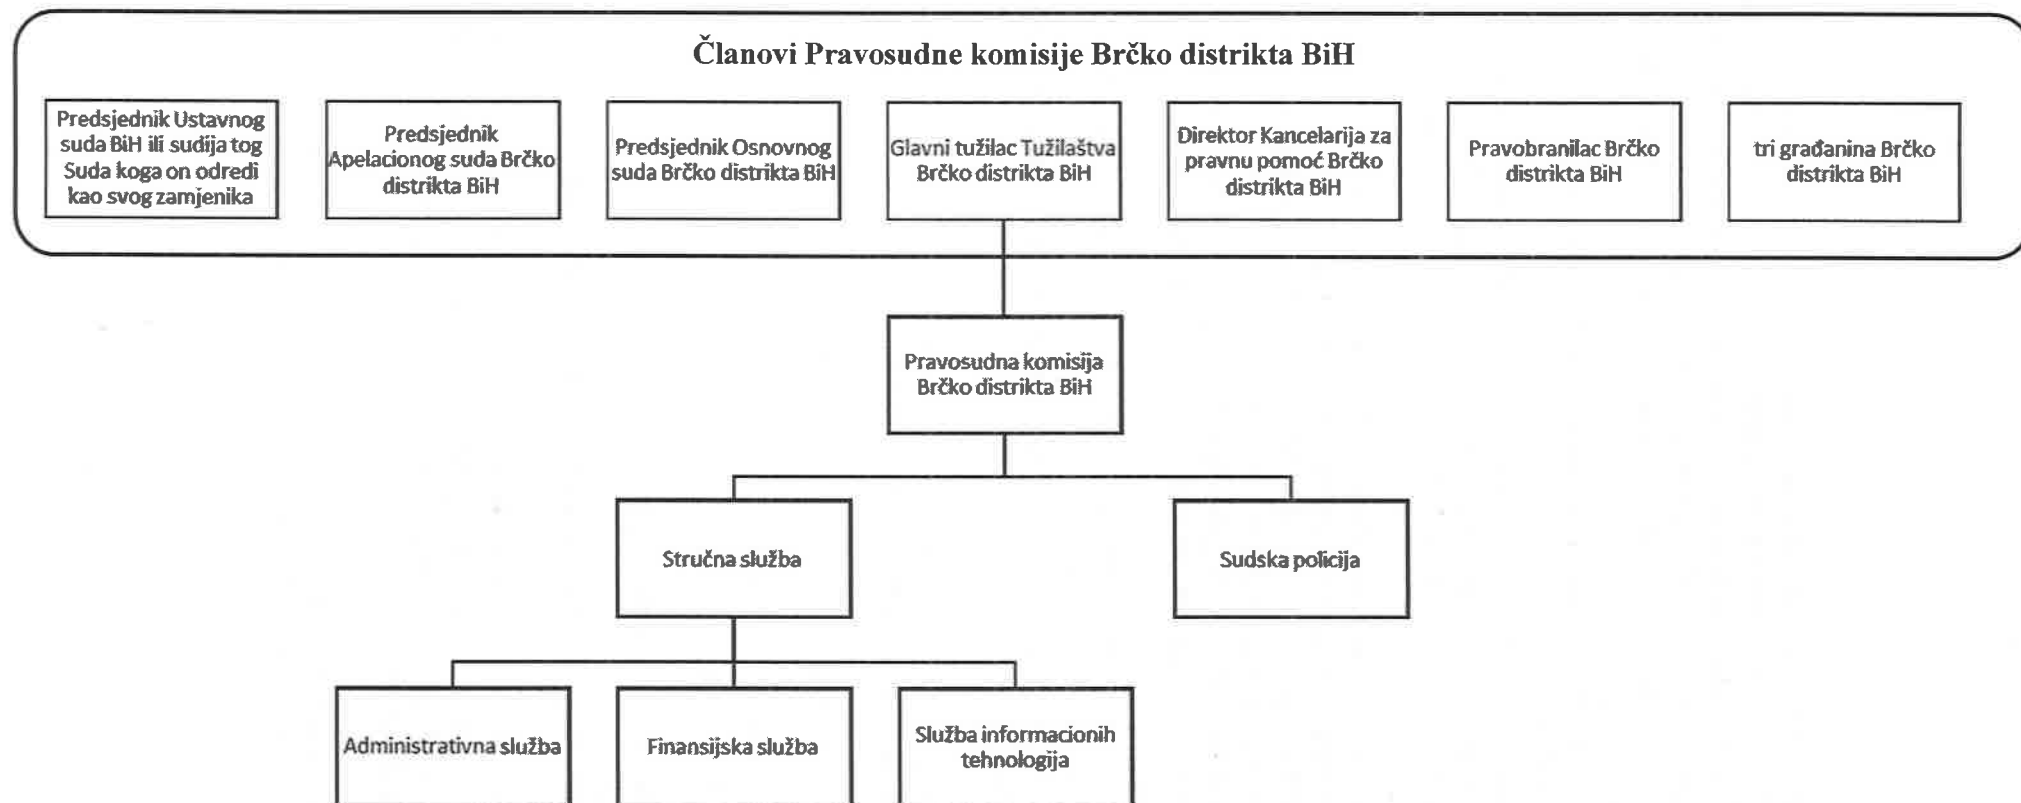 Članovi Pravosudne komisije Brčko distrikta BiH
Predsjednik Ustavnog
suda BiH ili sudija tog
Suda koga on odredi
kao svog zamjenika
Predsjednik
Apelacionog suda Brčko
distrikta BiH
Predsjednik Osnovnog
suda Brčko distrikta BiH
Glavni tužilac Tužilaštva
Brčko distrikta BiH
Direktor Kancelarija za
pravnu pomoć Brčko
distrikta BiH
Pravobranilac Brčko
distrikta BiH
tri građanina Brčko
distrikta BiH
Pravosudna komisija
Brčko distrikta BiH
Stručna služba
Sudska policija
Administrativna služba
Finansijska služba
Služba informacionih
tehnologija